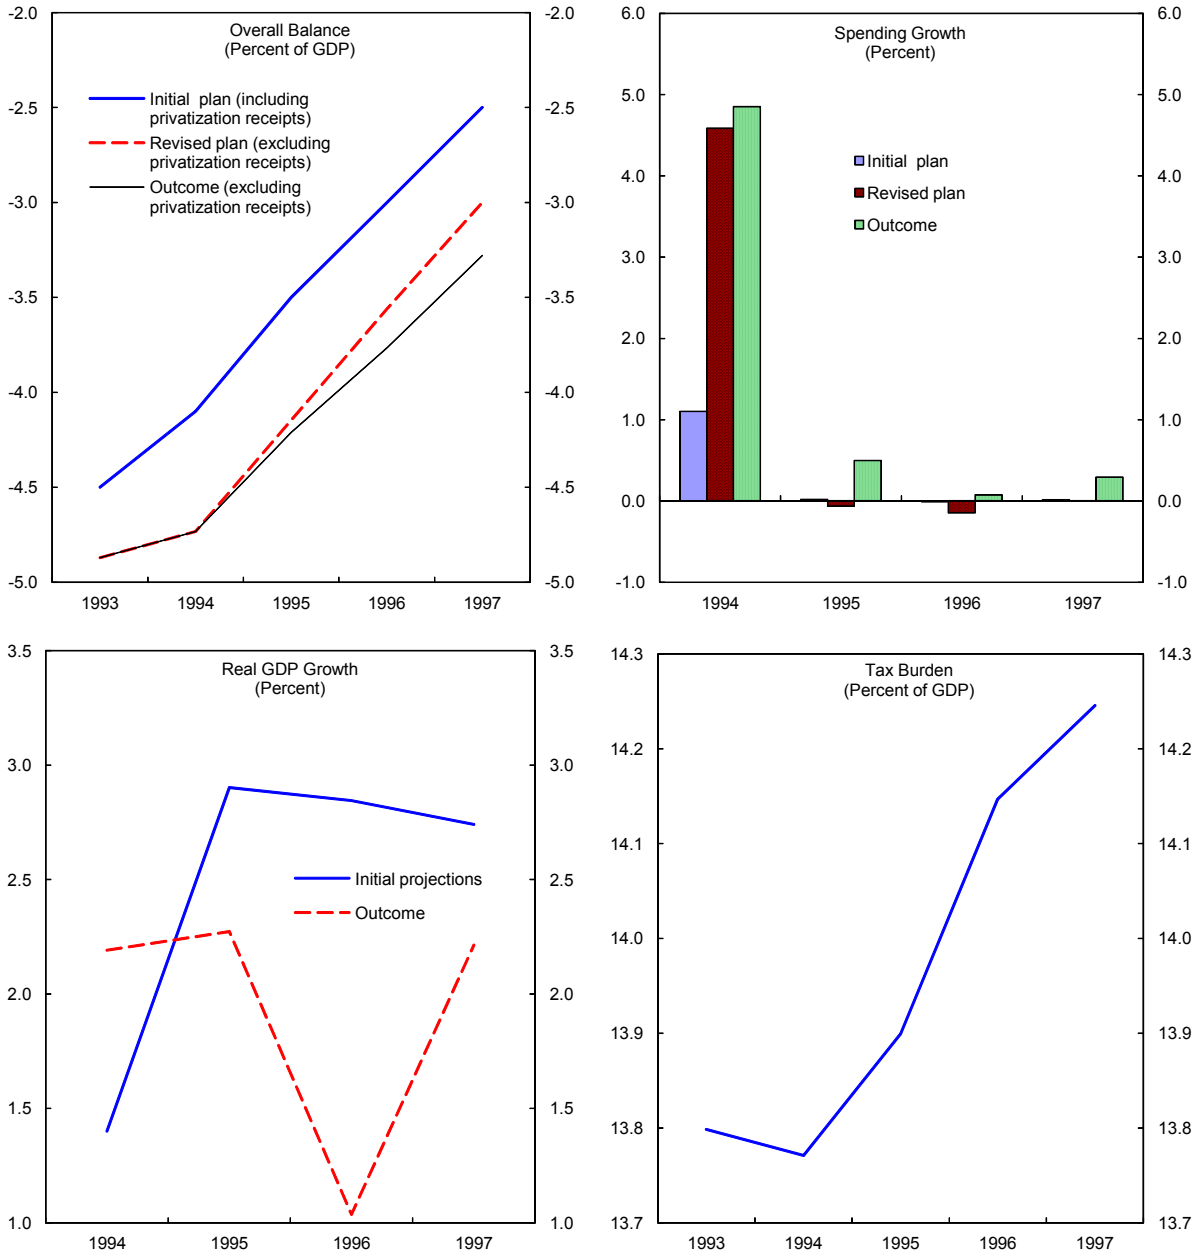 Overall Balance
(Percent of GDP)
-2.0
-2.5
-3.0
-3.5
-4.0
-4.5
-5.0
Initial plan (including
privatization receipts)
Revised plan (excluding
privatization receipts)
Outcome (excluding
privatization receipts)
-2.0
-2.5
-3.0
-3.5
-4.0
-4.5
-5.0
1993 1994 1995 1996 1997
Spending Growth
(Percent)
6.0
5.0
4.0
3.0
2.0
1.0
0.0
-1.0
Initial plan
Revised plan
Outcome
6.0
5.0
4.0
3.0
2.0
1.0
0.0
-1.0
1994 1995 1996 1997
Real GDP Growth
(Percent)
3.5
3.0
2.5
2.0
1.5
1.0
Initial projections
Outcome
3.5
3.0
2.5
2.0
1.5
1.0
1994 1995 1996 1997
Tax Burden
(Percent of GDP)
14.3
14.2
14.1
14.0
13.9
13.8
13.7
14.3
14.2
14.1
14.0
13.9
13.8
13.7
1993 1994 1995 1996 1997